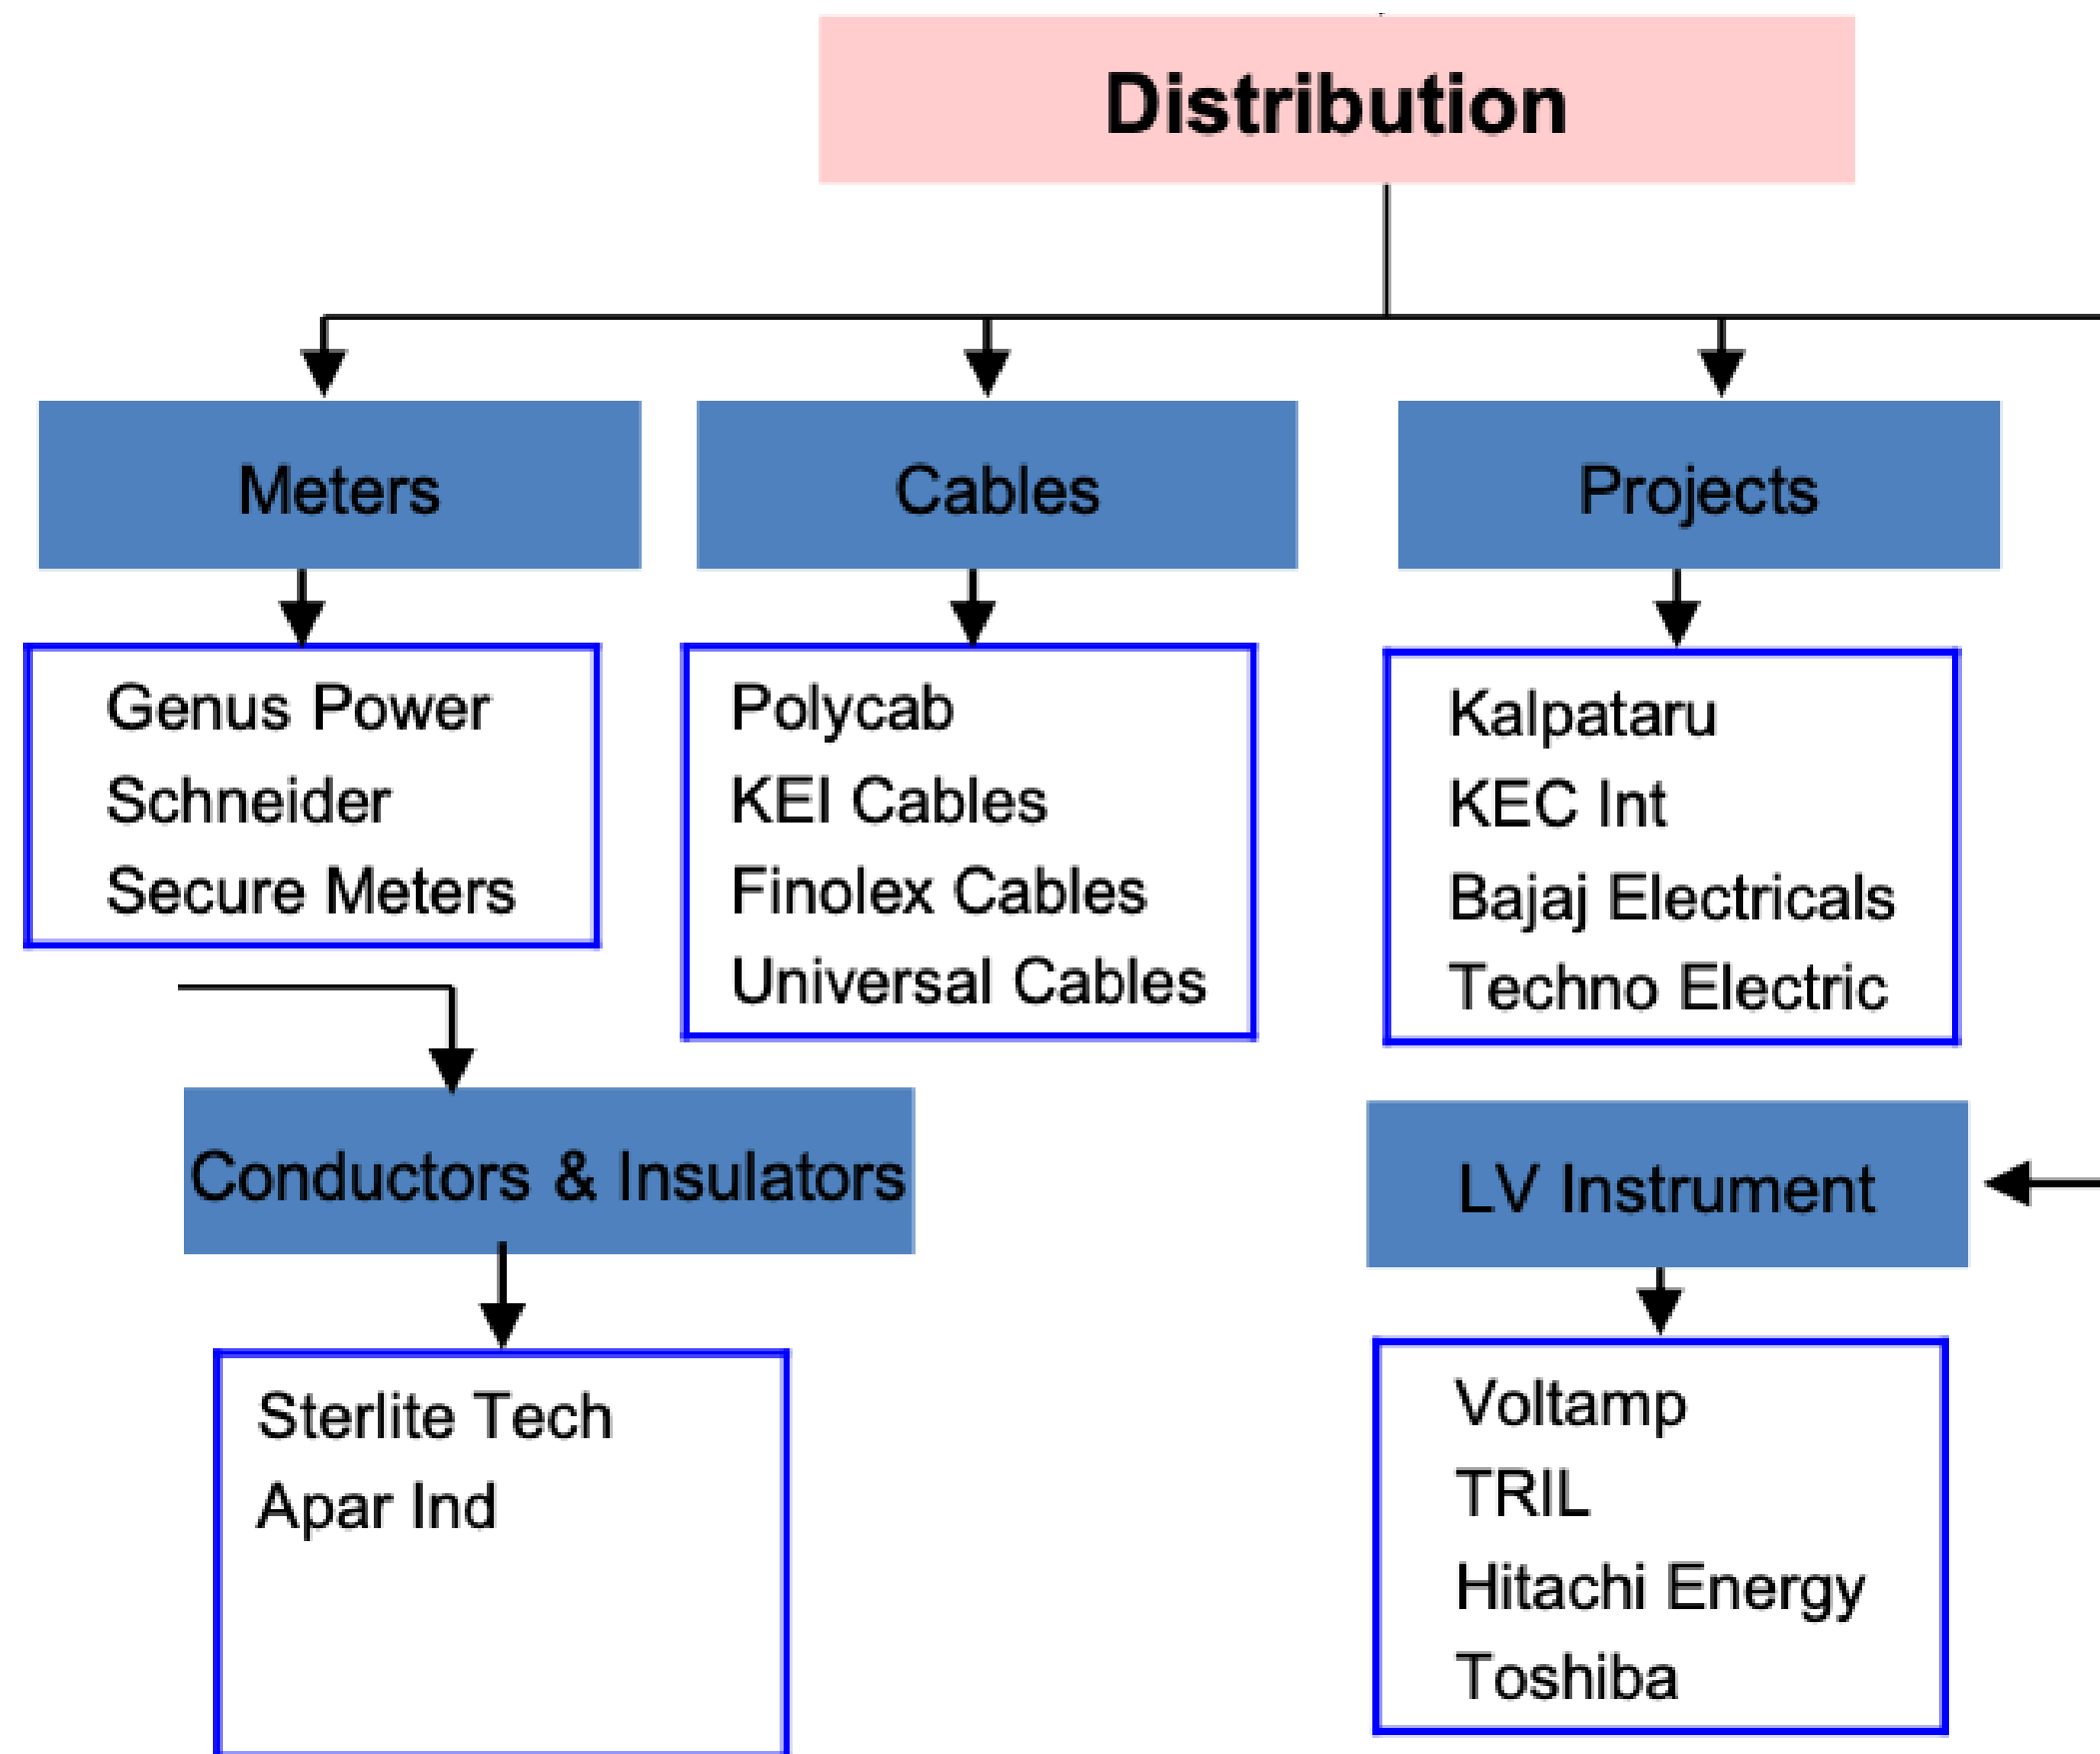 Distribution
Meters
Cables
Projects
Genus Power
Schneider
Secure Meters
Polycab
KEI Cables
Finolex Cables
Universal Cables
Kalpataru
KEC Int
Bajaj Electricals
Techno Electric
Conductors & Insulators
LV Instrument
Sterlite Tech
Apar Ind
Voltamp
TRIL
Hitachi Energy
Toshiba